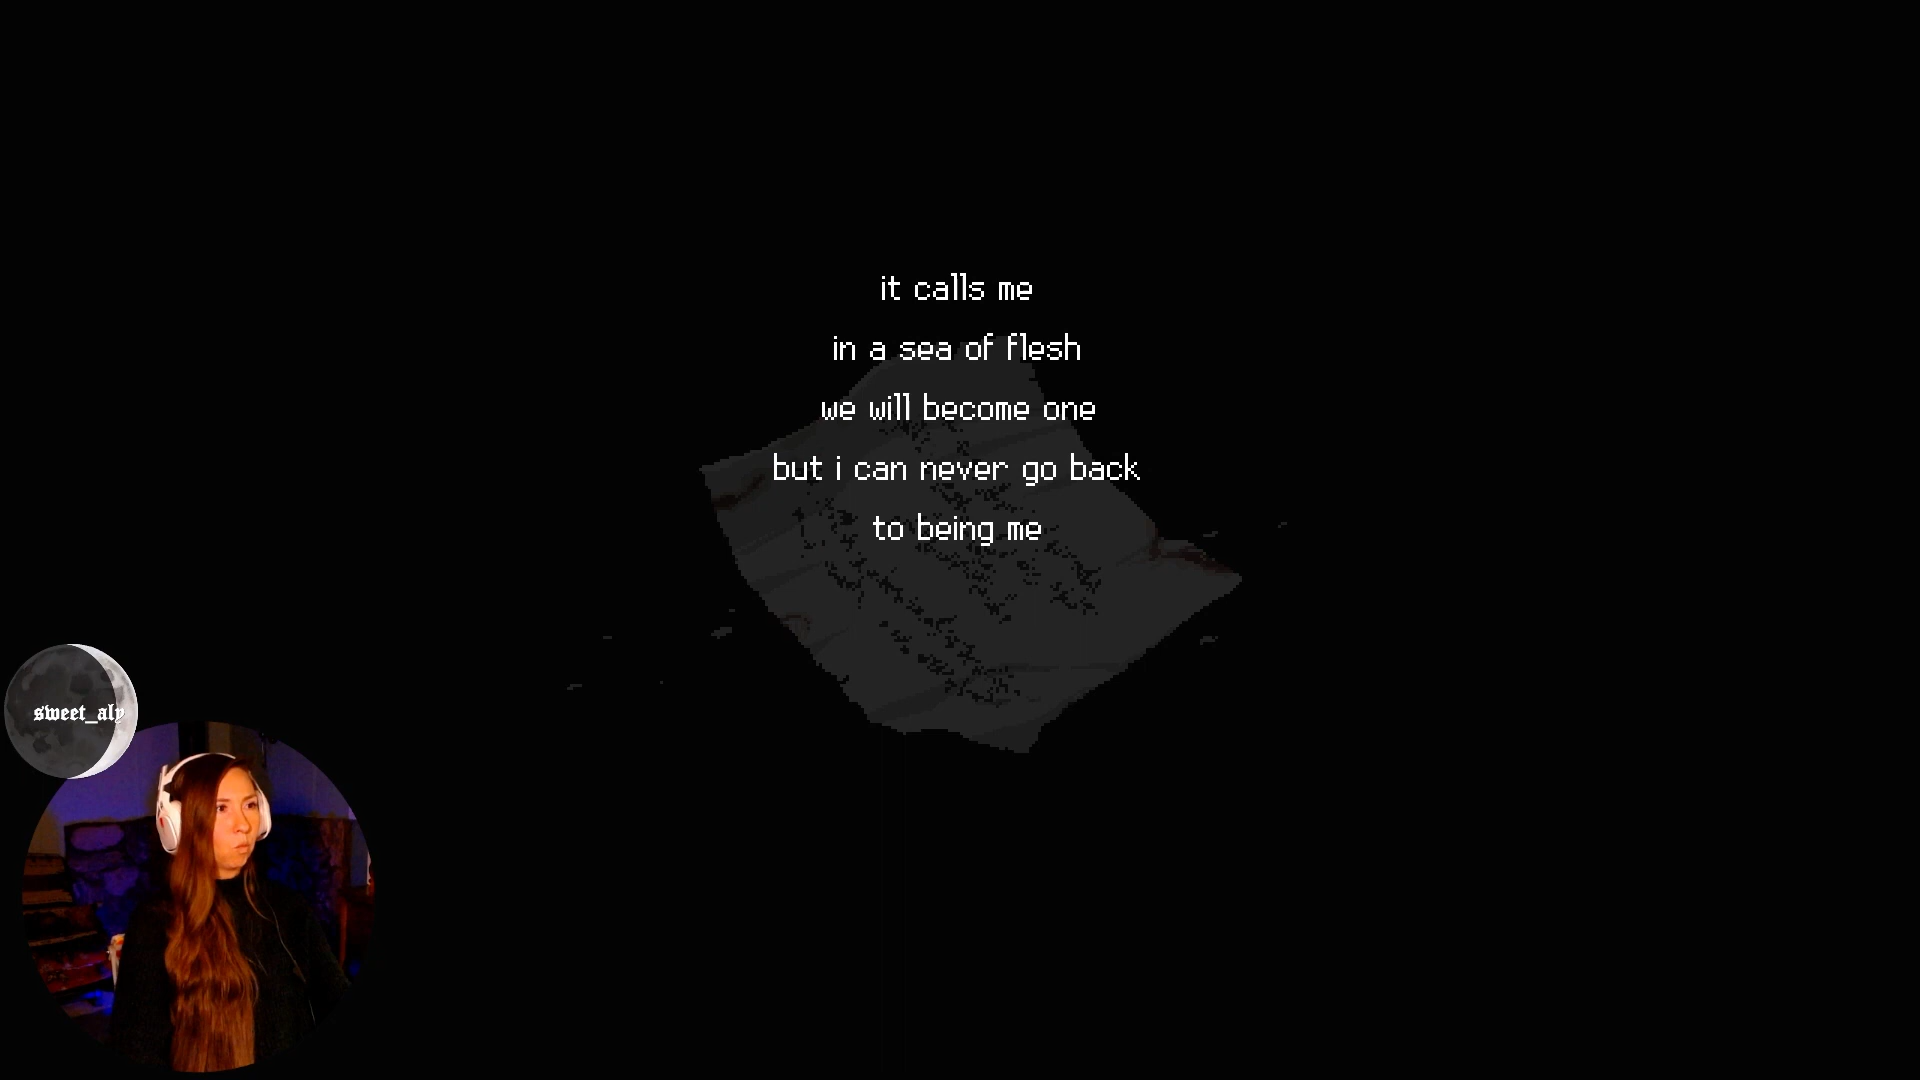 it calls me
in a sea of flesh
we will become one
but i can never go back
to being me
sweet_aly